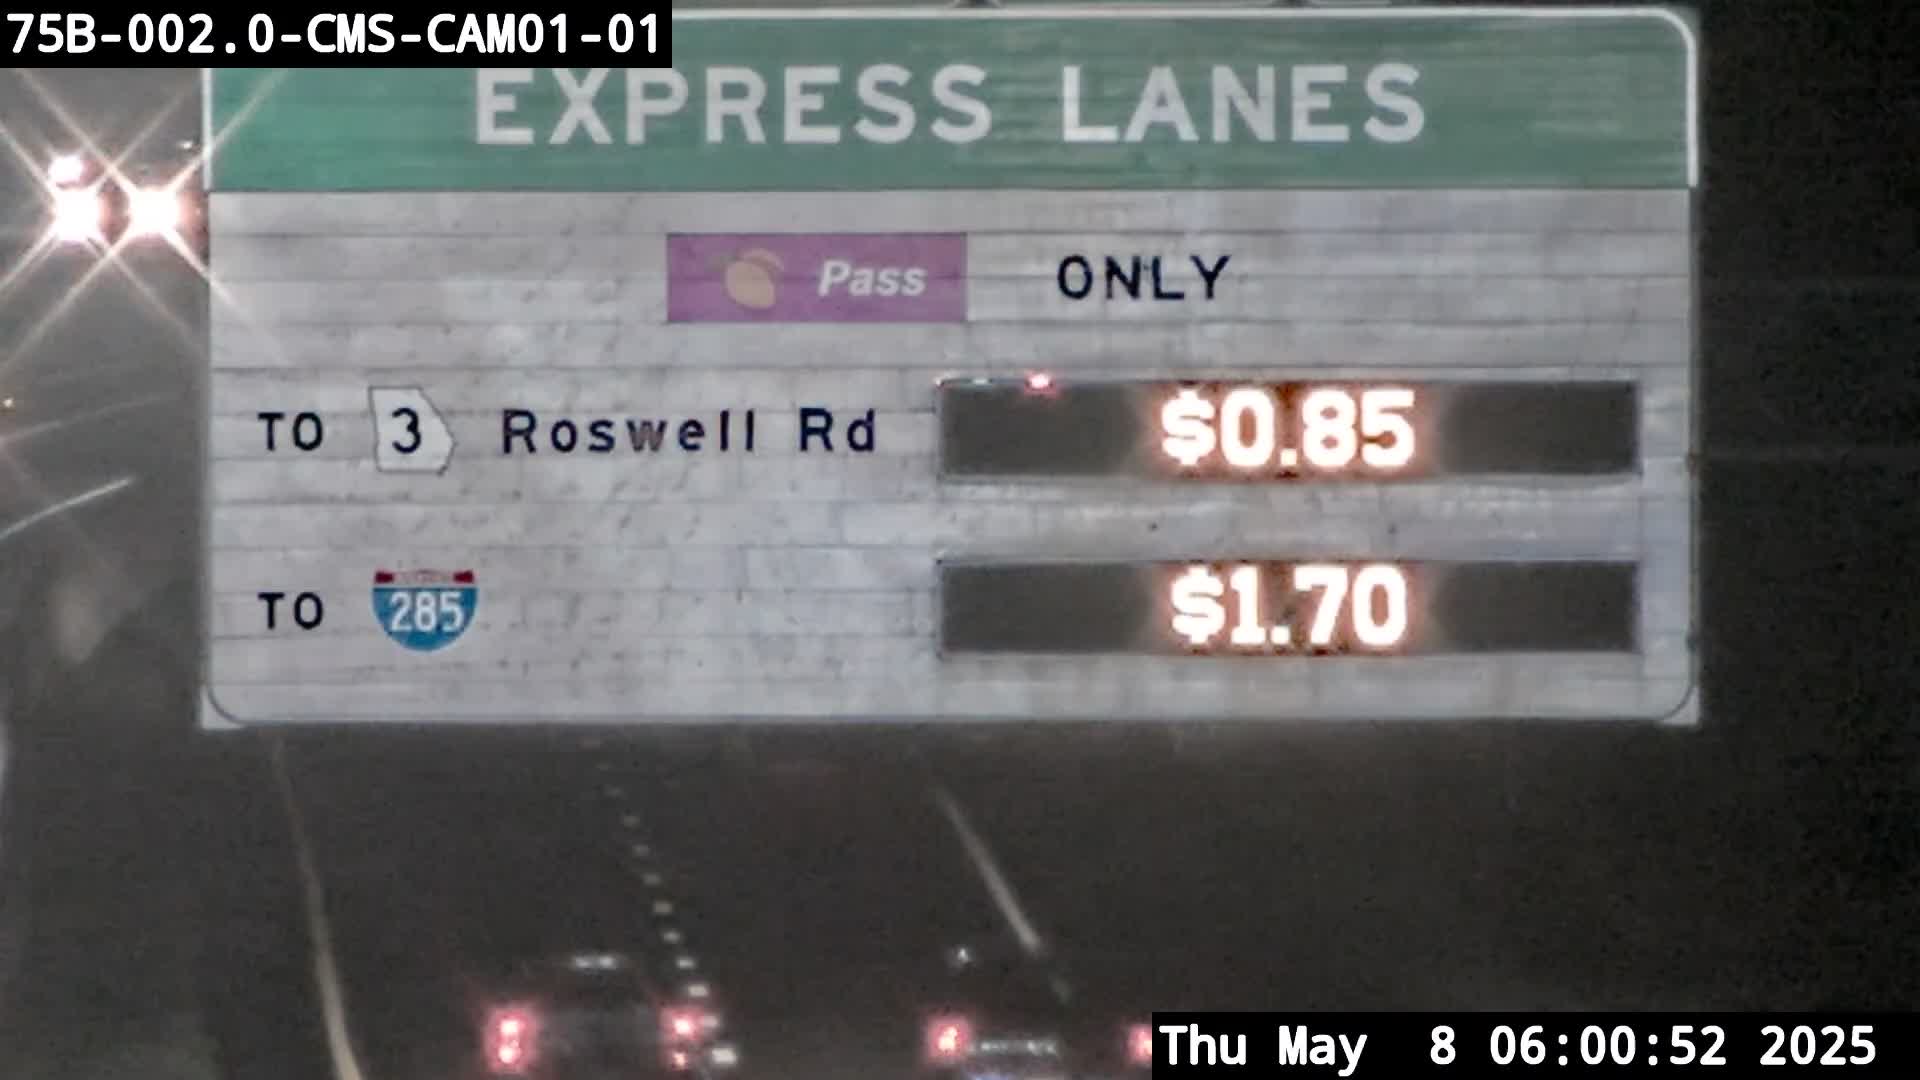 75B-002.0-CMS-CAM01-01
EXPRESS LANES
Pass ONLY
TO 3 Roswell Rd $0.85
TO 285 $1.70
Thu May 8 06:00:52 2025